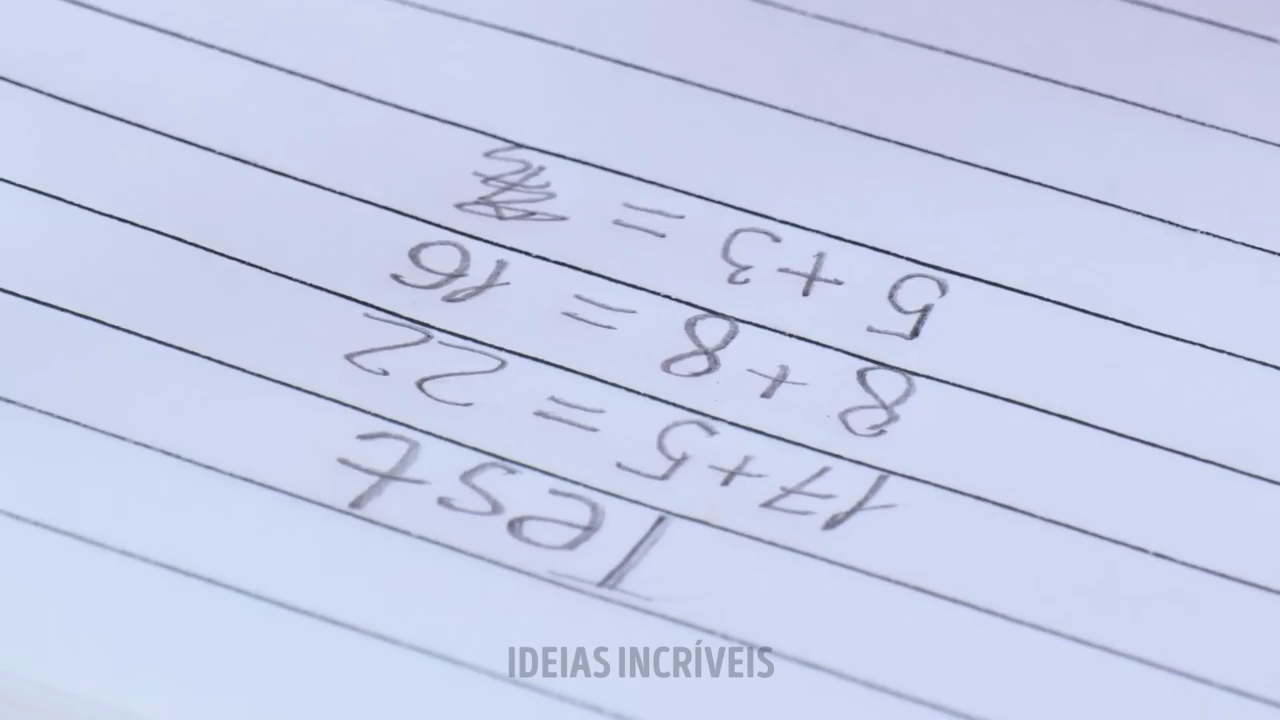 Test
17+5 = 22
8+8 = 16
5+3 =
IDEIAS INCRÍVEIS